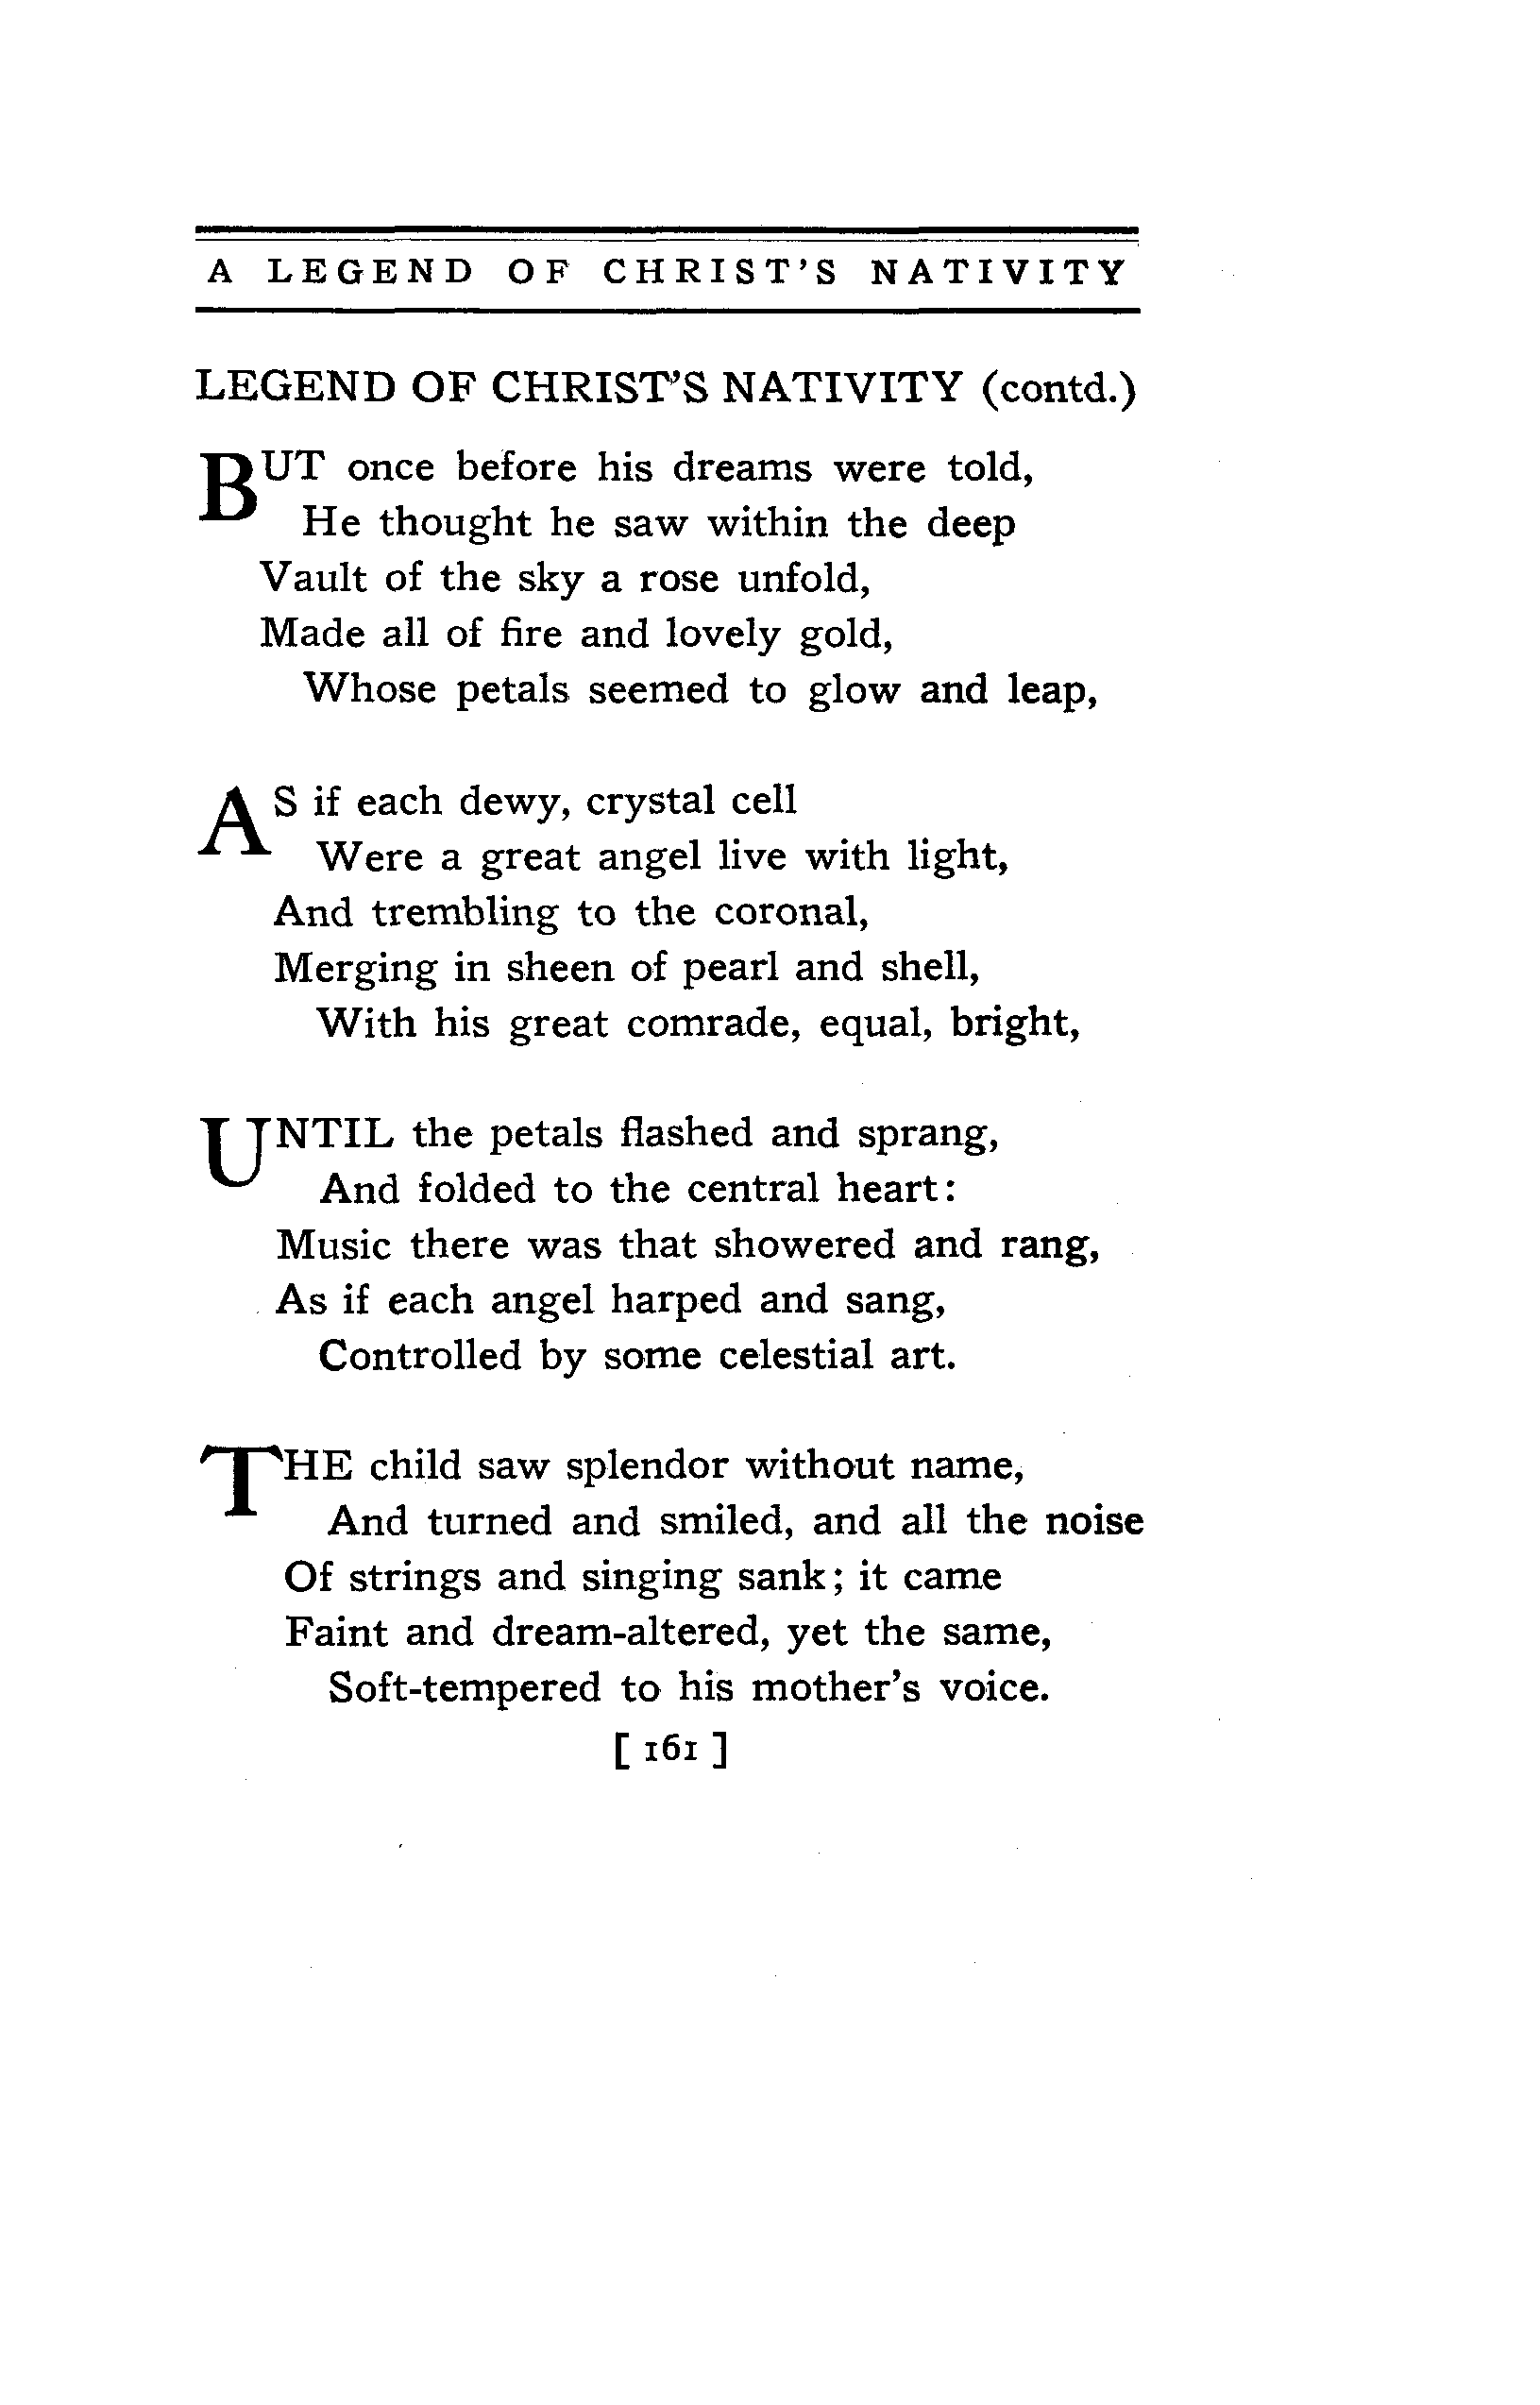 A LEGEND OF CHRIST'S NATIVITY
LEGEND OF CHRIST'S NATIVITY (contd.)
BUT once before his dreams were told,
He thought he saw within the deep
Vault of the sky a rose unfold,
Made all of fire and lovely gold,
Whose petals seemed to glow and leap,
AS if each dewy, crystal cell
Were a great angel live with light,
And trembling to the coronal,
Merging in sheen of pearl and shell,
With his great comrade, equal, bright,
UNTIL the petals flashed and sprang,
And folded to the central heart:
Music there was that showered and rang,
As if each angel harped and sang,
Controlled by some celestial art.
THE child saw splendor without name,
And turned and smiled, and all the noise
Of strings and singing sank; it came
Faint and dream-altered, yet the same,
Soft-tempered to his mother's voice.
[ 161 ]